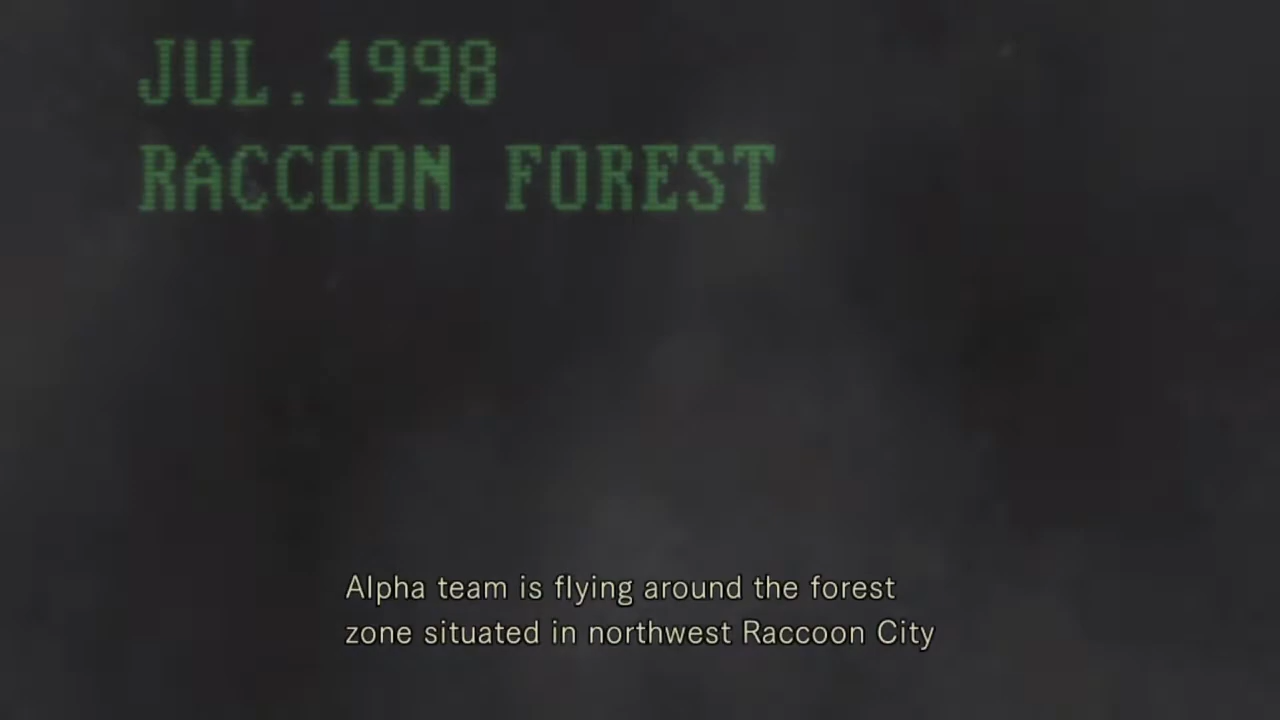 JUL.1998
RACCOON FOREST
Alpha team is flying around the forest
zone situated in northwest Raccoon City